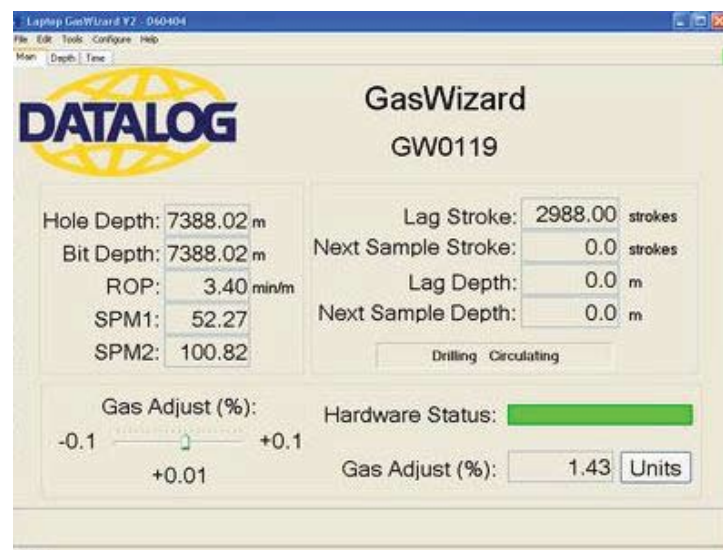 Laptop GasWizard V2 - 060404
File Edit Tools Configure Help
Main Depth Time
DATALOG
GasWizard
GW0119
Hole Depth: 7388.02 m
Bit Depth: 7388.02 m
ROP: 3.40 min/m
SPM1: 52.27
SPM2: 100.82
Lag Stroke: 2988.00 strokes
Next Sample Stroke: 0.0 strokes
Lag Depth: 0.0 m
Next Sample Depth: 0.0 m
Drilling Circulating
Gas Adjust (%):
-0.1 +0.1
+0.01
Hardware Status:
Gas Adjust (%): 1.43 Units